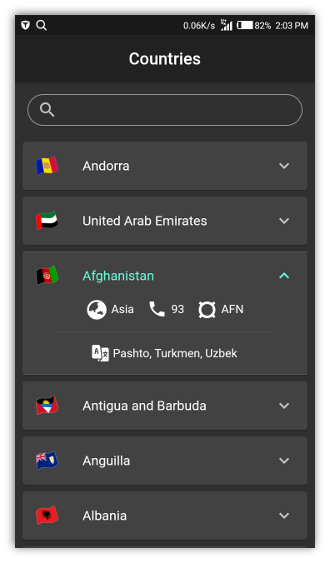 0.06K/s 82% 2:03 PM
Countries
Andorra
United Arab Emirates
Afghanistan
Asia 93 AFN
Pashto, Turkmen, Uzbek
Antigua and Barbuda
Anguilla
Albania